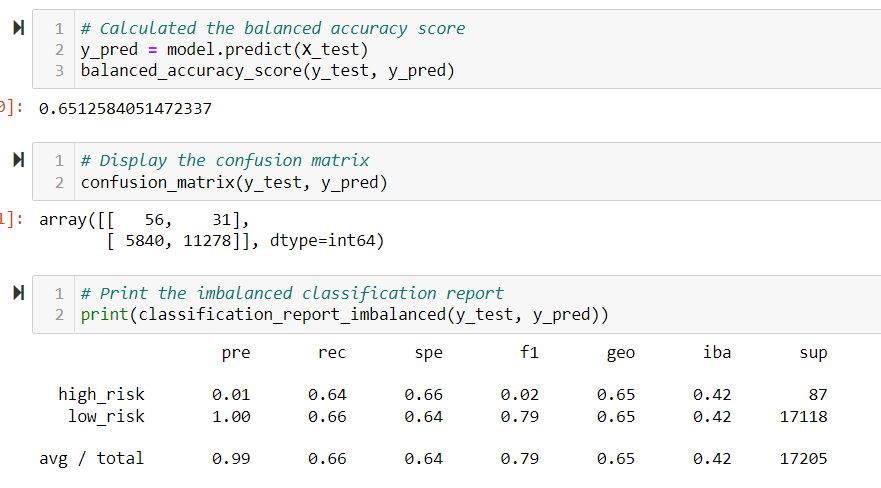 1 # Calculated the balanced accuracy score
2 y_pred = model.predict(X_test)
3 balanced_accuracy_score(y_test, y_pred)
]: 0.6512584051472337
1 # Display the confusion matrix
2 confusion_matrix(y_test, y_pred)
1]: array([[   56,    31],
       [ 5840, 11278]], dtype=int64)
1 # Print the imbalanced classification report
2 print(classification_report_imbalanced(y_test, y_pred))
pre rec spe f1 geo iba sup
high_risk 0.01 0.64 0.66 0.02 0.65 0.42 87
low_risk 1.00 0.66 0.64 0.79 0.65 0.42 17118
avg / total 0.99 0.66 0.64 0.79 0.65 0.42 17205